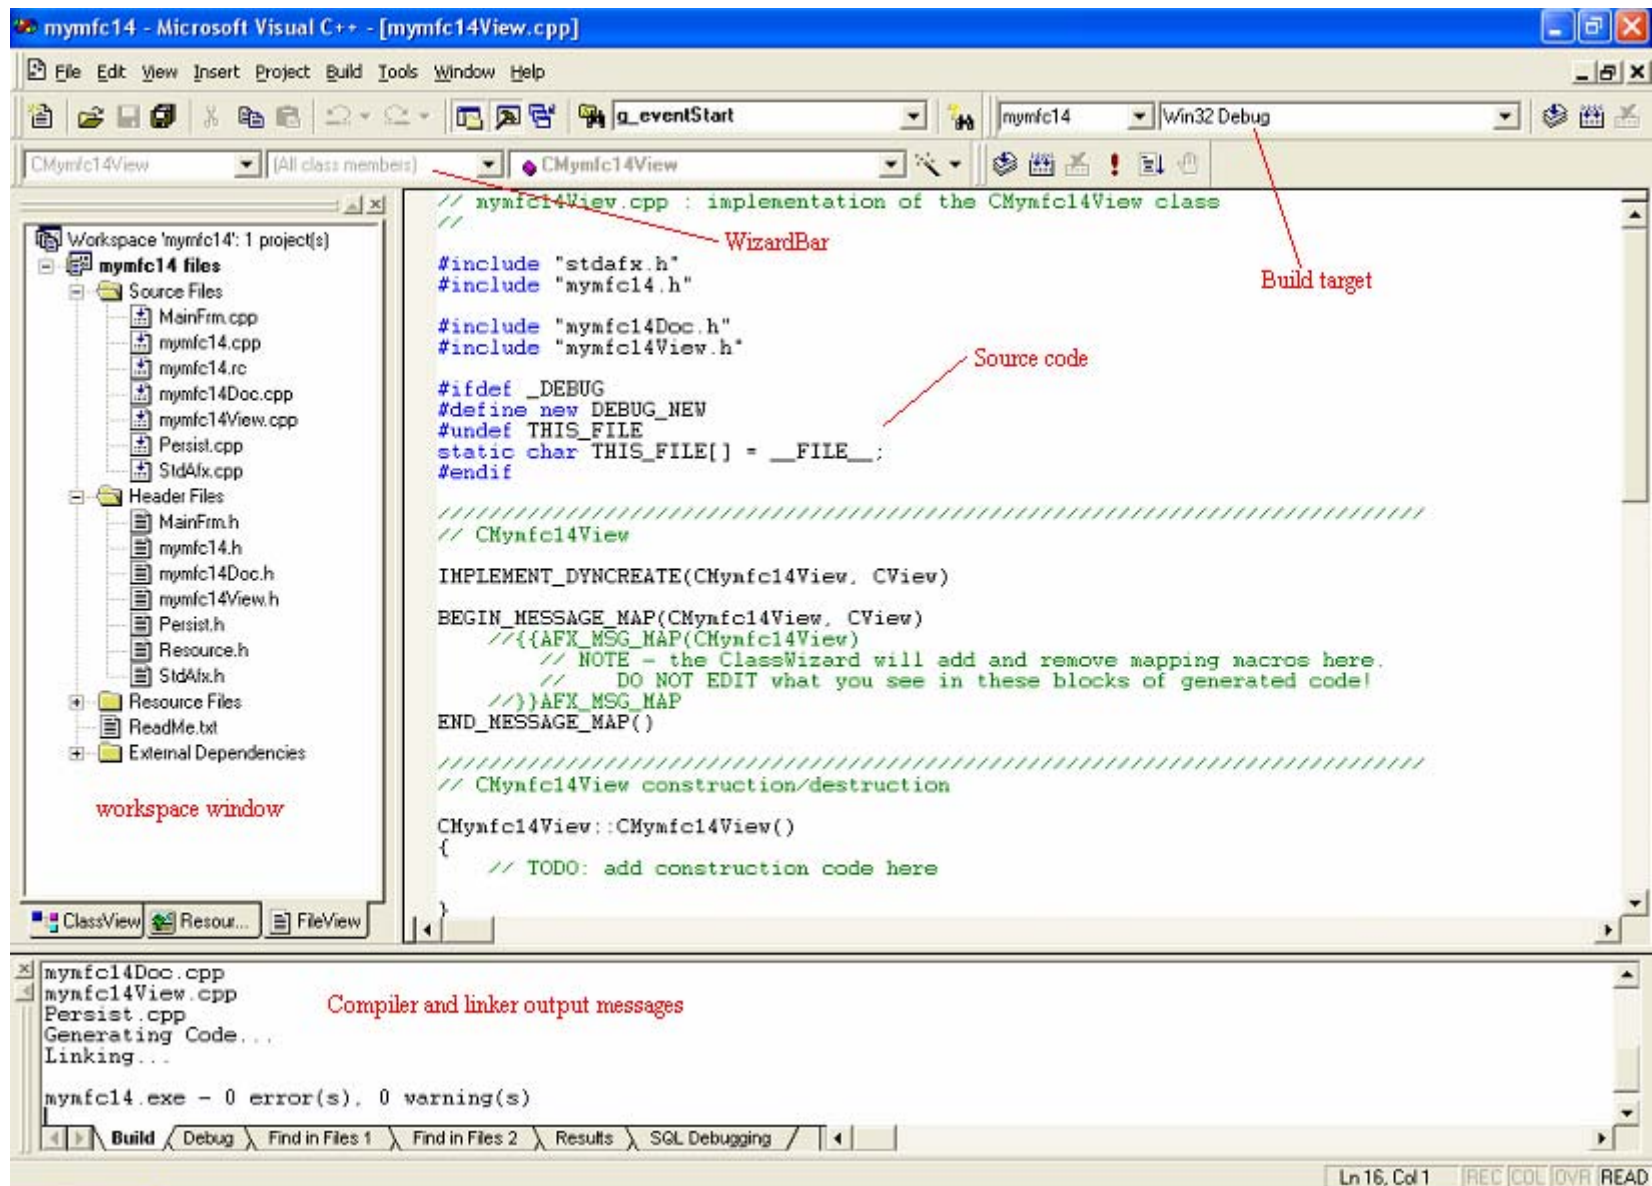 mymfc14 - Microsoft Visual C++ - [mymfc14View.cpp]
File Edit View Insert Project Build Tools Window Help
g_eventStart
mymfc14
Win32 Debug
CMymfc14View
(All class members)
CMymfc14View
Workspace 'mymfc14': 1 project(s)
mymfc14 files
Source Files
MainFrm.cpp
mymfc14.cpp
mymfc14.rc
mymfc14Doc.cpp
mymfc14View.cpp
Persist.cpp
StdAfx.cpp
Header Files
MainFrm.h
mymfc14.h
mymfc14Doc.h
mymfc14View.h
Persist.h
Resource.h
StdAfx.h
Resource Files
ReadMe.txt
External Dependencies
workspace window
ClassView Resour... FileView
// mymfc14View.cpp : implementation of the CMymfc14View class
//
WizardBar
Build target
#include "stdafx.h"
#include "mymfc14.h"
#include "mymfc14Doc.h"
#include "mymfc14View.h"
Source code
#ifdef _DEBUG
#define new DEBUG_NEW
#undef THIS_FILE
static char THIS_FILE[] = __FILE__;
#endif
/////////////////////////////////////////////////////////////////////////////
// CMymfc14View
IMPLEMENT_DYNCREATE(CMymfc14View, CView)
BEGIN_MESSAGE_MAP(CMymfc14View, CView)
//{{AFX_MSG_MAP(CMymfc14View)
// NOTE - the ClassWizard will add and remove mapping macros here.
// DO NOT EDIT what you see in these blocks of generated code!
//}}AFX_MSG_MAP
END_MESSAGE_MAP()
/////////////////////////////////////////////////////////////////////////////
// CMymfc14View construction/destruction
CMymfc14View::CMymfc14View()
{
// TODO: add construction code here
}
mymfc14Doc.cpp
mymfc14View.cpp
Persist.cpp
Generating Code...
Linking...
mymfc14.exe - 0 error(s), 0 warning(s)
Compiler and linker output messages
Build Debug Find in Files 1 Find in Files 2 Results SQL Debugging
Ln 16, Col 1 REC COL OVR READ